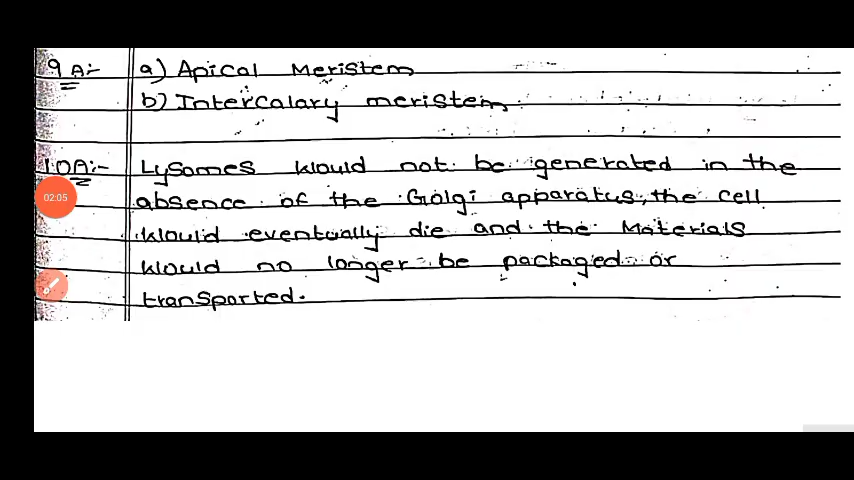 9 A:- a) Apical Meristem
b) Intercalary meristem.
10A:- Lysomes would not be generated in the
absence of the Golgi apparatus, the cell
would eventually die and the Materials
would no longer be packaged or
transported.
02:05